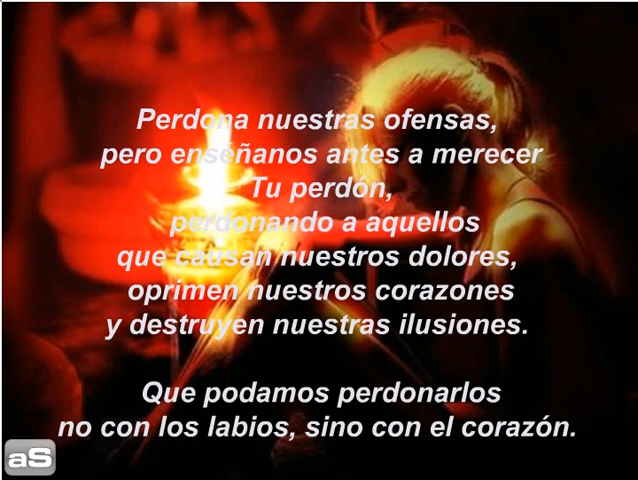 Perdona nuestras ofensas,
pero enséñanos antes a merecer
Tu perdón,
perdonando a aquellos
que causan nuestros dolores,
oprimen nuestros corazones
y destruyen nuestras ilusiones.
Que podamos perdonarlos
no con los labios, sino con el corazón.
aS